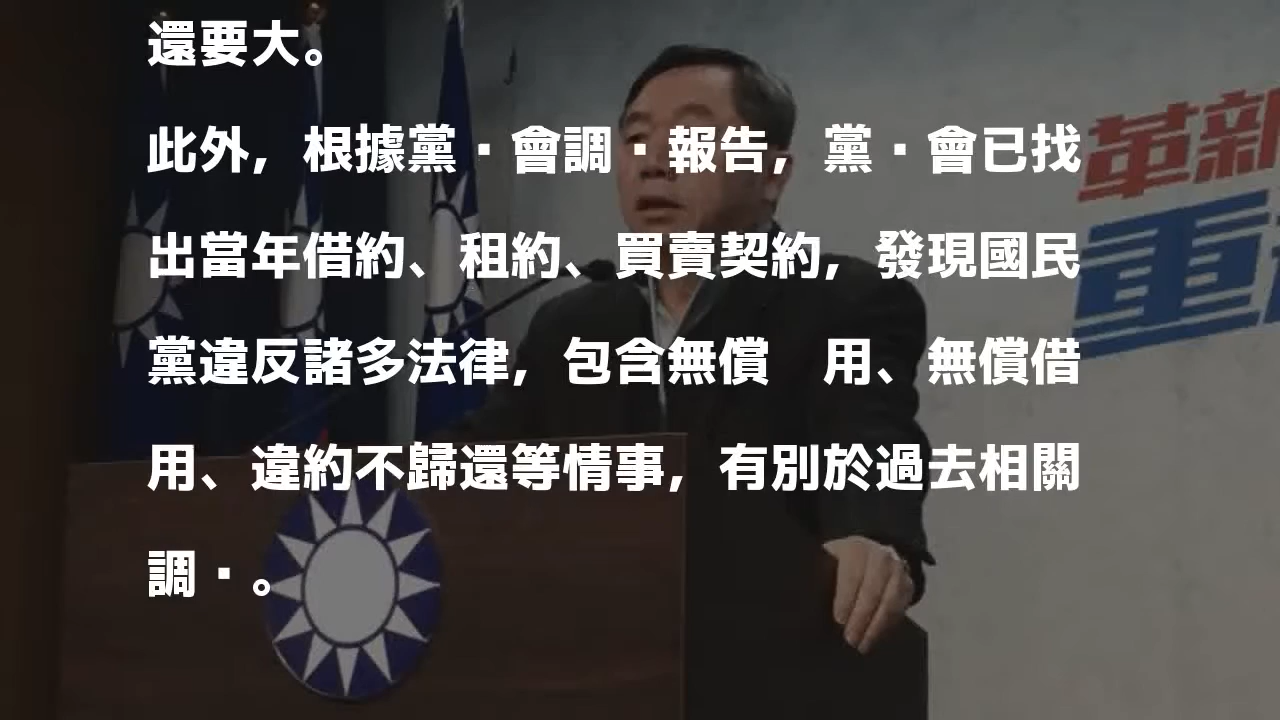 還要大。
此外，根據黨·會調·報告，黨·會已找
出當年借約、租約、買賣契約，發現國民
黨違反諸多法律，包含無償　用、無償借
用、違約不歸還等情事，有別於過去相關
調·。
革新
重